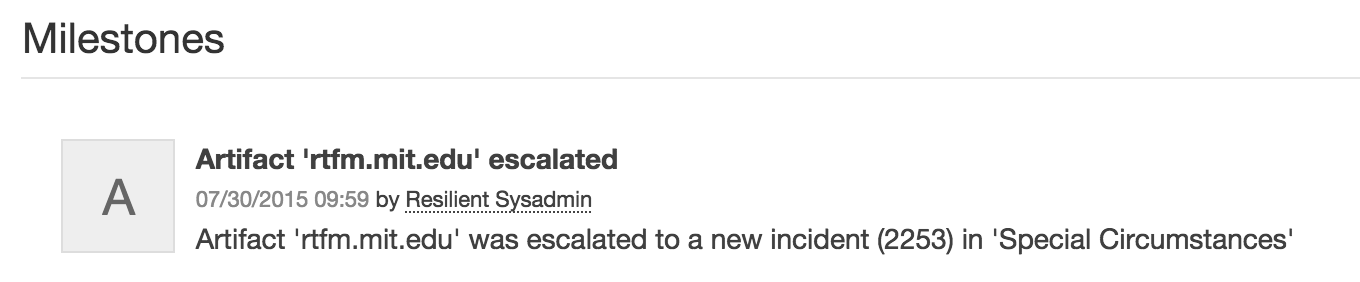 Milestones
A
Artifact 'rtfm.mit.edu' escalated
07/30/2015 09:59 by Resilient Sysadmin
Artifact 'rtfm.mit.edu' was escalated to a new incident (2253) in 'Special Circumstances'